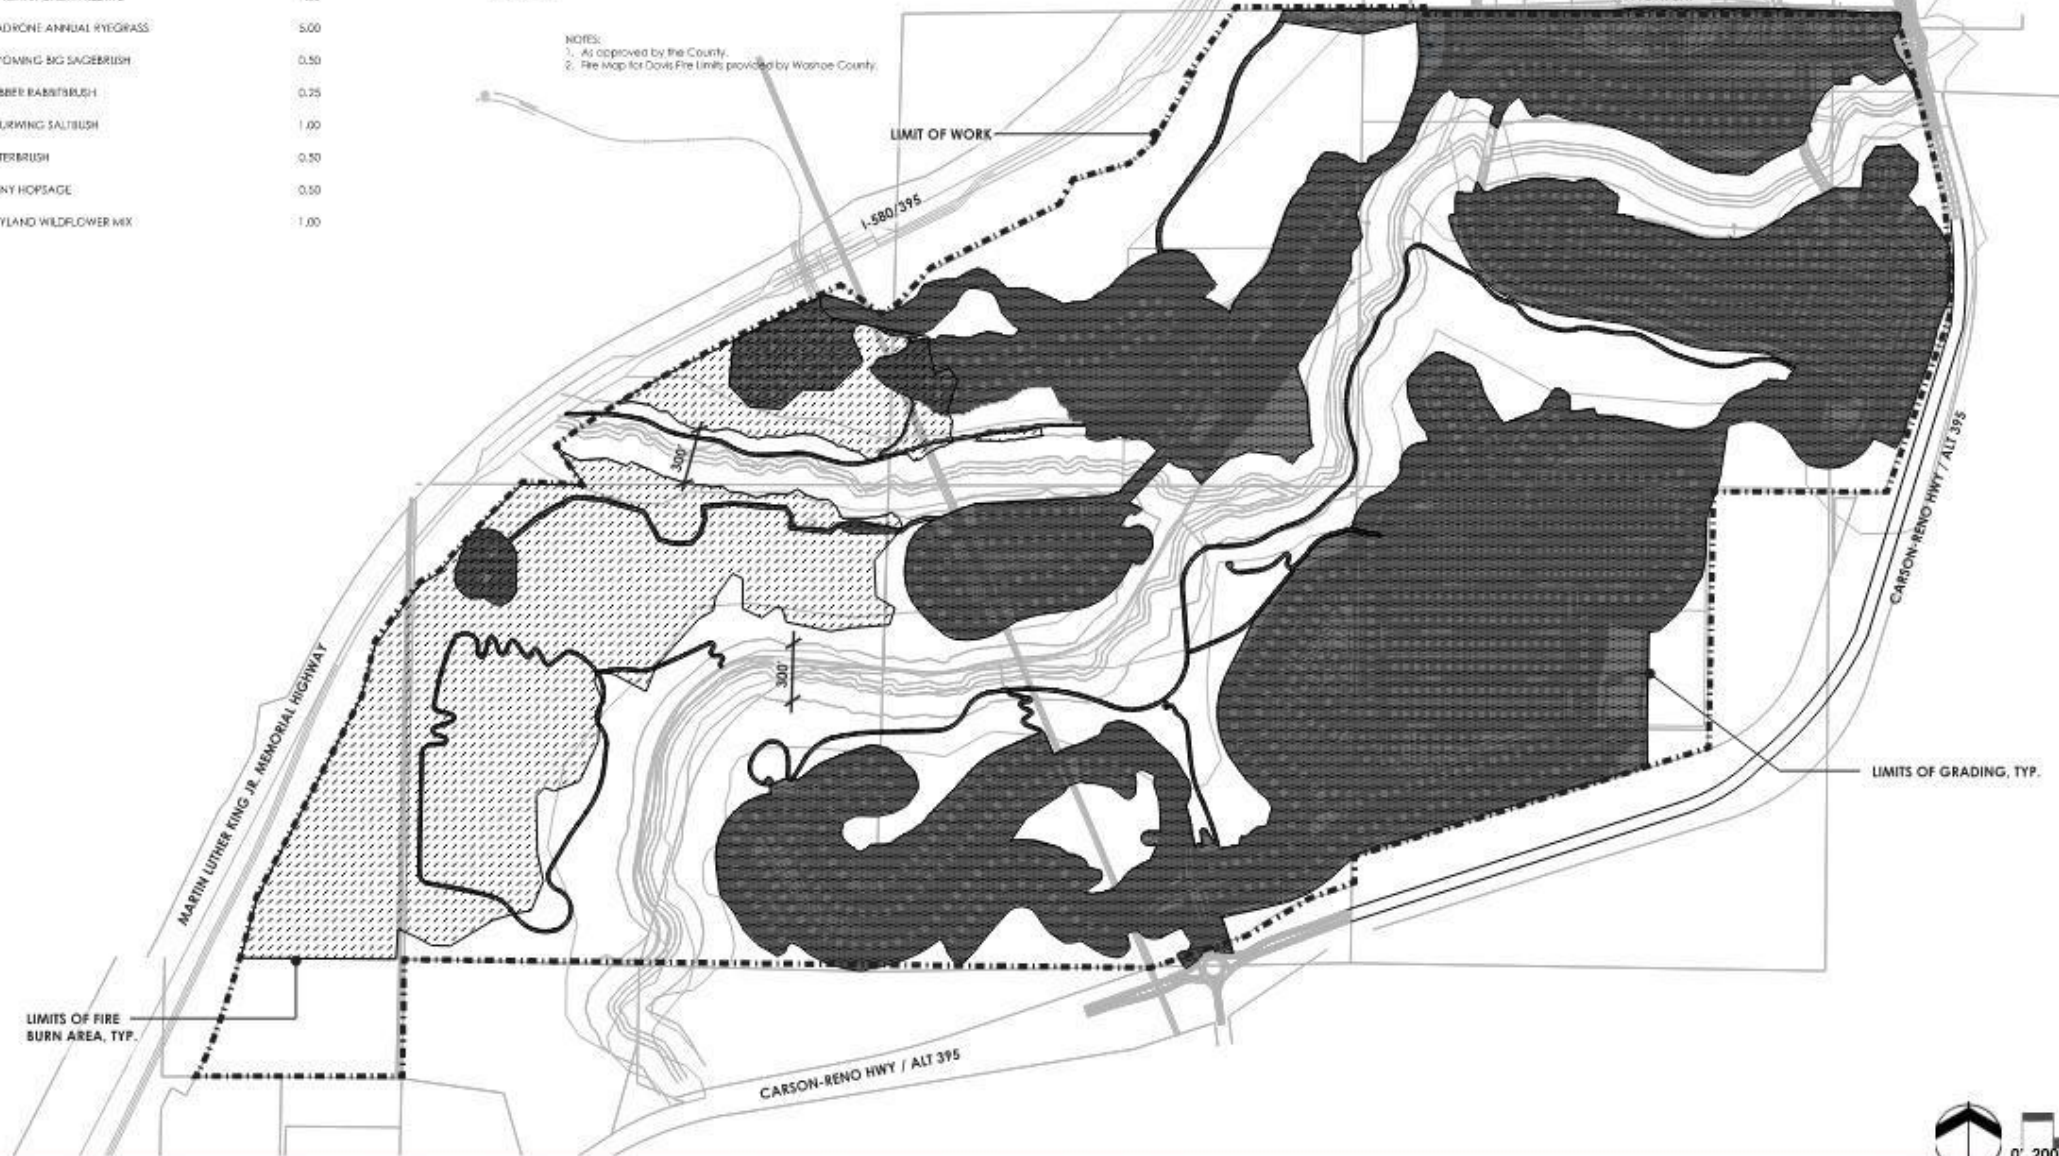 ADRONE ANNUAL RYEGRASS 5.00
YOMING BIG SAGEBRUSH 0.50
BBER RABBITBRUSH 0.25
URWING SALTBUSH 1.00
TERBRUSH 0.50
NY HOPSAGE 0.50
YLAND WILDFLOWER MIX 1.00
NOTES:
1. As approved by the County.
2. Fire Map for Davis Fire Limits provided by Washoe County.
LIMIT OF WORK
I-580/395
300'
300'
CARSON-RENO HWY / ALT 395
MARTIN LUTHER KING JR. MEMORIAL HIGHWAY
LIMITS OF GRADING, TYP.
LIMITS OF FIRE
BURN AREA, TYP.
CARSON-RENO HWY / ALT 395
0' 200